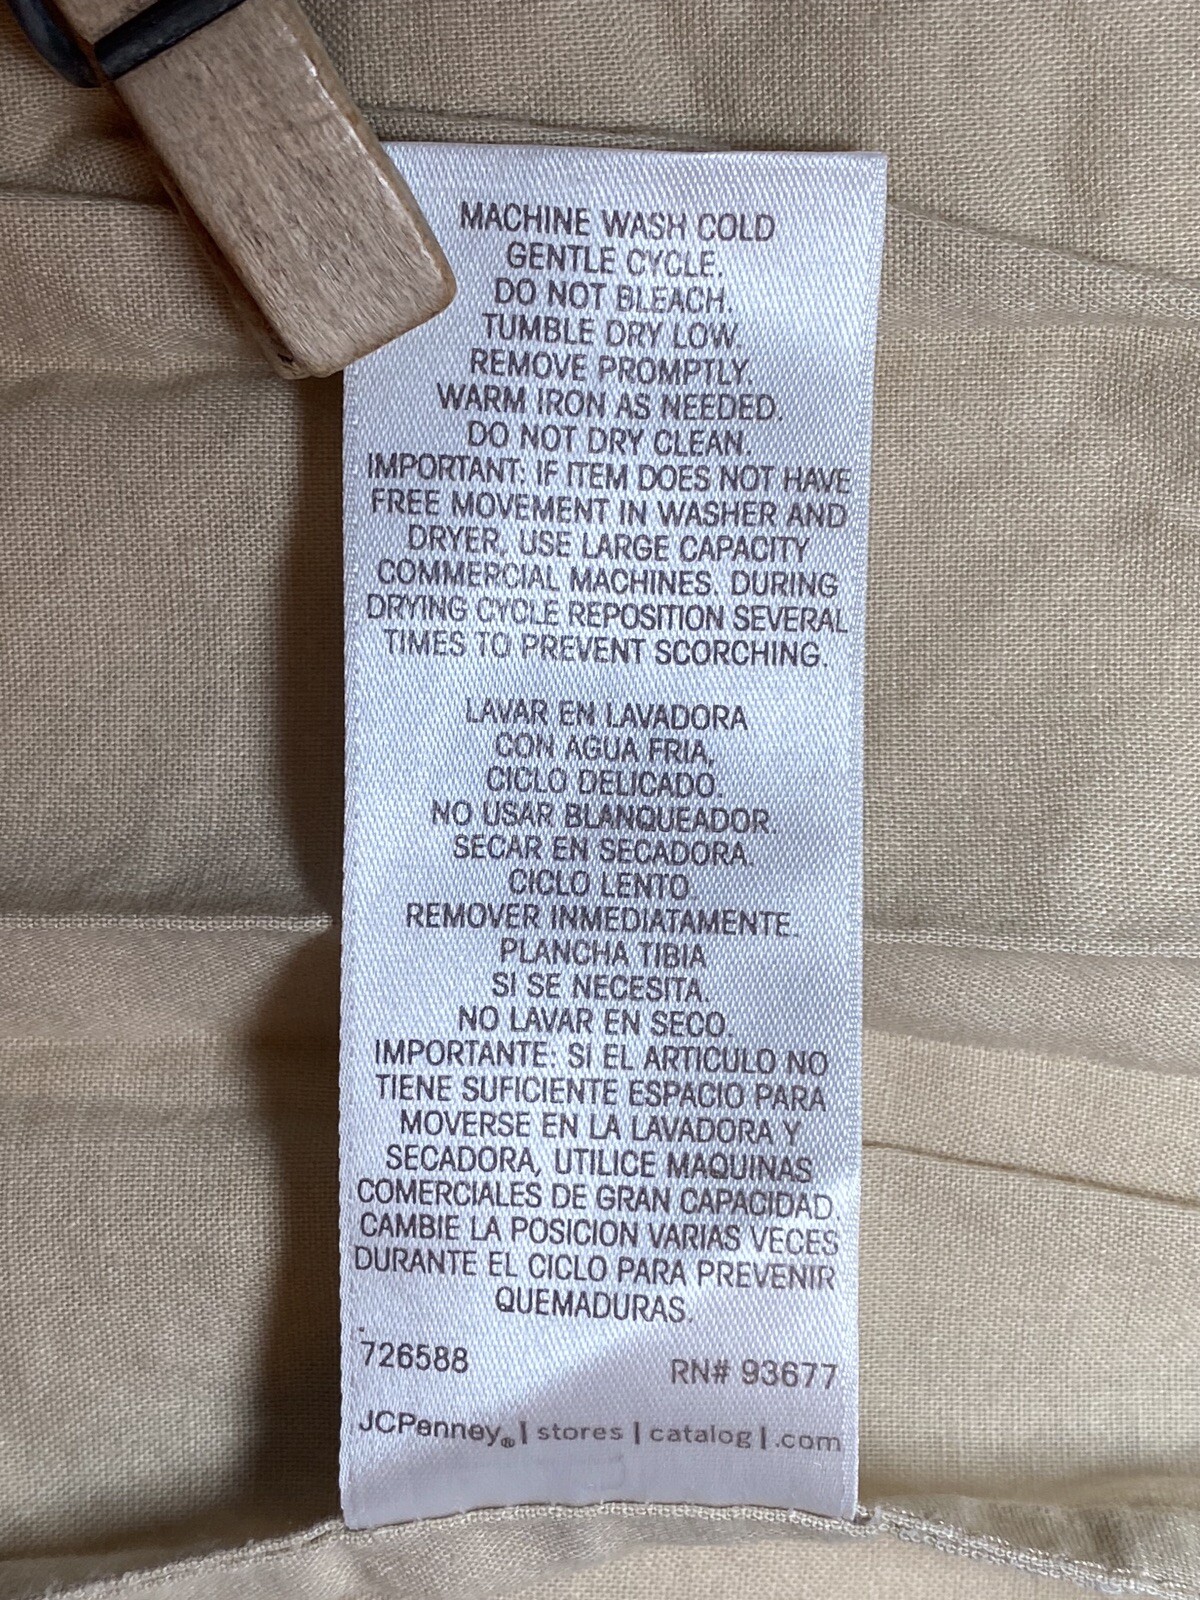 MACHINE WASH COLD
GENTLE CYCLE.
DO NOT BLEACH.
TUMBLE DRY LOW.
REMOVE PROMPTLY.
WARM IRON AS NEEDED.
DO NOT DRY CLEAN.
IMPORTANT: IF ITEM DOES NOT HAVE
FREE MOVEMENT IN WASHER AND
DRYER, USE LARGE CAPACITY
COMMERCIAL MACHINES. DURING
DRYING CYCLE REPOSITION SEVERAL
TIMES TO PREVENT SCORCHING.
LAVAR EN LAVADORA
CON AGUA FRIA,
CICLO DELICADO.
NO USAR BLANQUEADOR.
SECAR EN SECADORA.
CICLO LENTO.
REMOVER INMEDIATAMENTE.
PLANCHA TIBIA
SI SE NECESITA.
NO LAVAR EN SECO.
IMPORTANTE: SI EL ARTICULO NO
TIENE SUFICIENTE ESPACIO PARA
MOVERSE EN LA LAVADORA Y
SECADORA, UTILICE MAQUINAS
COMERCIALES DE GRAN CAPACIDAD.
CAMBIE LA POSICION VARIAS VECES
DURANTE EL CICLO PARA PREVENIR
QUEMADURAS.
726588 RN# 93677
JCPenney® | stores | catalog | .com